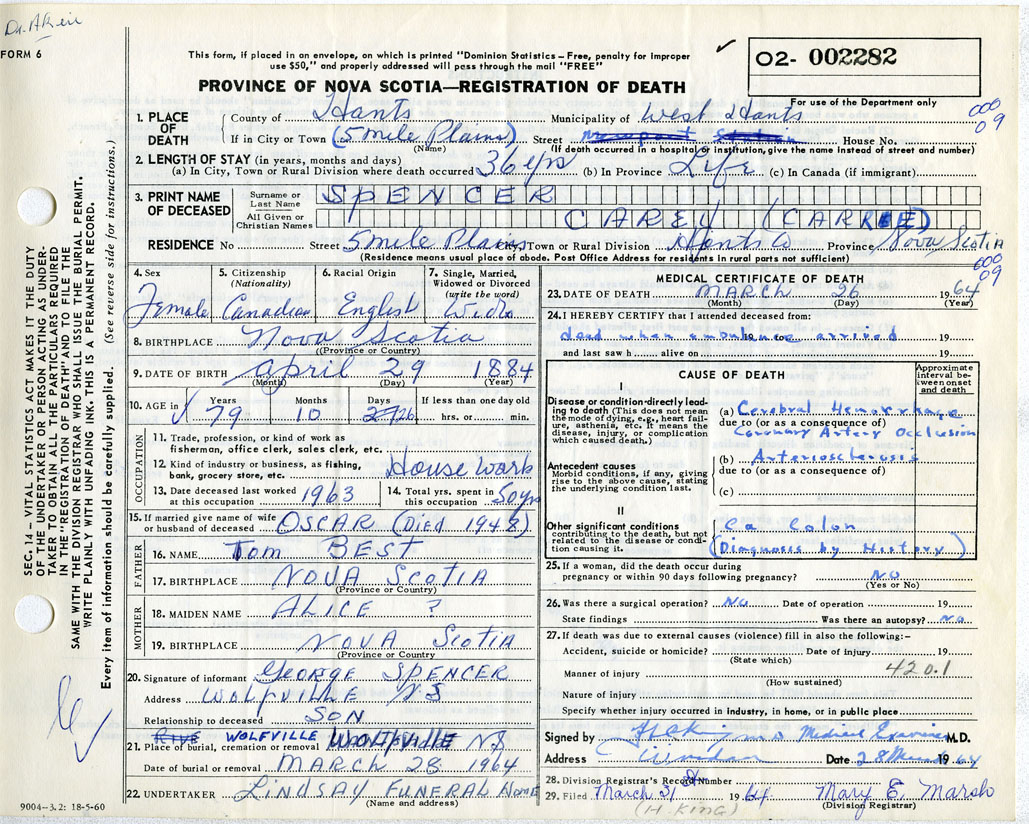 Dr. Akin
FORM 6
This form, if placed in an envelope, on which is printed "Dominion Statistics – Free, penalty for improper
use $50," and properly addressed will pass through the mail "FREE"
O2- 002282
For use of the Department only
PROVINCE OF NOVA SCOTIA—REGISTRATION OF DEATH
000
09
1. PLACE OF DEATH
County of Hants Municipality of West Hants
If in City or Town (5 mile Plains) Street Newport Station House No.
(Name) (If death occurred in a hospital or institution, give the name instead of street and number)
2. LENGTH OF STAY (in years, months and days)
(a) In City, Town or Rural Division where death occurred 36 yrs (b) In Province Life (c) In Canada (if immigrant)
3. PRINT NAME OF DECEASED
Surname or Last Name SPENCER
All Given or Christian Names CAREY (CARRIE)
RESIDENCE No Street 5 mile Plains City, Town or Rural Division Hants Co Province Nova Scotia
(Residence means usual place of abode. Post Office Address for residents in rural parts not sufficient)
000
09
SEC. 14 – VITAL STATISTICS ACT MAKES IT THE DUTY
OF THE UNDERTAKER OR PERSON ACTING AS UNDER-
TAKER TO OBTAIN ALL THE PARTICULARS REQUIRED
IN THE "REGISTRATION OF DEATH" AND TO FILE THE
SAME WITH THE DIVISION REGISTRAR WHO SHALL ISSUE THE BURIAL PERMIT.
WRITE PLAINLY WITH UNFADING INK. THIS IS A PERMANENT RECORD.
Every item of information should be carefully supplied. (See reverse side for instructions.)
4. Sex Female
5. Citizenship (Nationality) Canadian
6. Racial Origin English
7. Single, Married, Widowed or Divorced (write the word) Wido
8. BIRTHPLACE Nova Scotia
(Province or Country)
9. DATE OF BIRTH April 29 1884
(Month) (Day) (Year)
10. AGE in Years 79 Months 10 Days 27 26 If less than one day old hrs. or min.
OCCUPATION
11. Trade, profession, or kind of work as
fisherman, office clerk, sales clerk, etc.
12. Kind of industry or business, as fishing,
bank, grocery store, etc. House Work
13. Date deceased last worked at this occupation 1963
14. Total yrs. spent in this occupation 50 yrs
15. If married give name of wife
or husband of deceased OSCAR (DIED 1948)
FATHER
16. NAME Tom BEST
17. BIRTHPLACE NOVA SCOTIA
(Province or Country)
MOTHER
18. MAIDEN NAME ALICE ?
19. BIRTHPLACE NOVA SCOTIA
(Province or Country
20. Signature of informant GEORGE SPENCER
Address WOLFVILLE NS
Relationship to deceased SON
WOLFVILLE WOLFVILLE NS
21. Place of burial, cremation or removal
Date of burial or removal MARCH 28 1964
22. UNDERTAKER LINDSAY FUNERAL HOME
(Name and address)
9004–3.2: 18-5-60
MEDICAL CERTIFICATE OF DEATH
23. DATE OF DEATH MARCH 26 1964
(Month) (Day) (Year)
24. I HEREBY CERTIFY that I attended deceased from:
dead when ambulance arrived to 19
and last saw h alive on 19
CAUSE OF DEATH
Approximate interval between onset and death
I
Disease or condition directly leading to death (This does not mean the mode of dying, e.g., heart failure, asthenia, etc. It means the disease, injury, or complication which caused death.)
(a) Cerebral Hemorrhage
due to (or as a consequence of)
Coronary Artery Occlusion
Antecedent causes
Morbid conditions, if any, giving rise to the above cause, stating the underlying condition last.
(b) Arteriosclerosis
due to (or as a consequence of)
(c)
II
Other significant conditions
contributing to the death, but not related to the disease or condition causing it.
Ca Colon
(Diagnosis by History)
25. If a woman, did the death occur during
pregnancy or within 90 days following pregnancy? No
(Yes or No)
26. Was there a surgical operation? No Date of operation 19
State findings Was there an autopsy? No
27. If death was due to external causes (violence) fill in also the following:–
Accident, suicide or homicide? Date of injury 19
(State which)
Manner of injury 420.1
(How sustained)
Nature of injury
Specify whether injury occurred in industry, in home, or in public place
Signed by King M D Medical Examiner M.D.
Address Windsor Date 28 March 1964
28. Division Registrar's Record Number
29. Filed March 31st 1964 Mary E. Marsh
(H. KING) (Division Registrar)